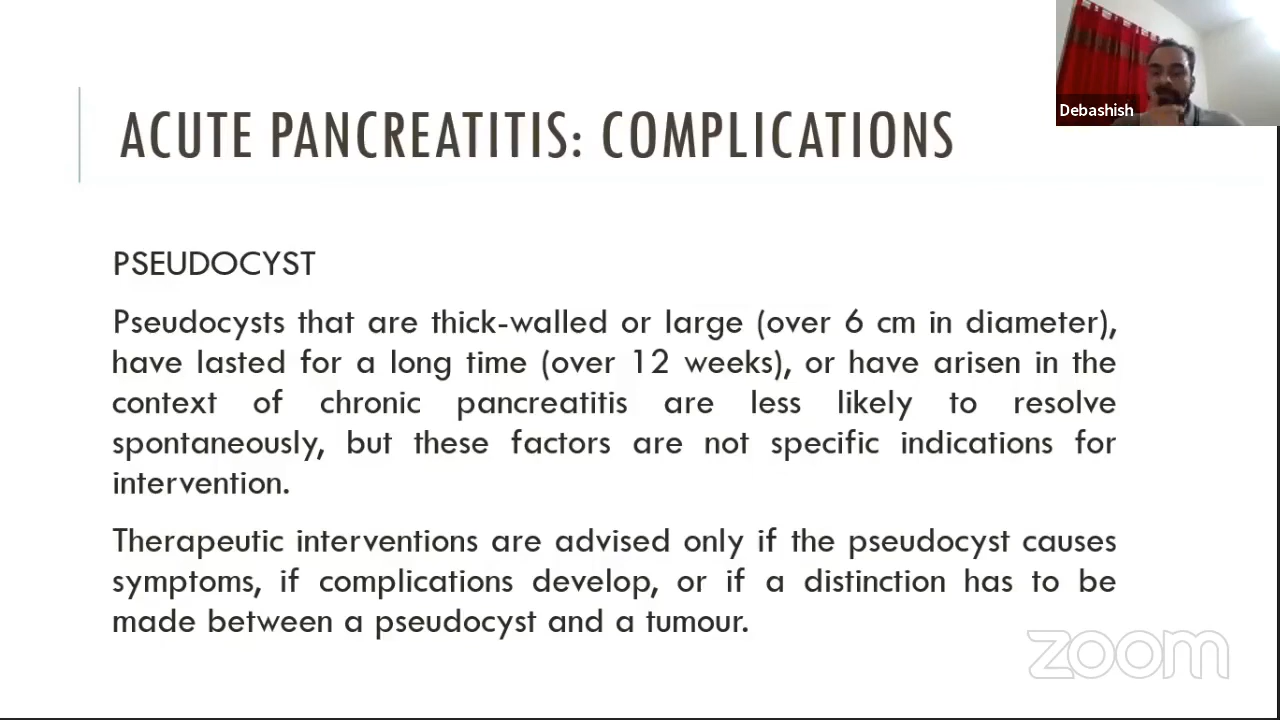 ACUTE PANCREATITIS: COMPLICATIONS
Debashish
PSEUDOCYST
Pseudocysts that are thick-walled or large (over 6 cm in diameter),
have lasted for a long time (over 12 weeks), or have arisen in the
context of chronic pancreatitis are less likely to resolve
spontaneously, but these factors are not specific indications for
intervention.
Therapeutic interventions are advised only if the pseudocyst causes
symptoms, if complications develop, or if a distinction has to be
made between a pseudocyst and a tumour.
zoom